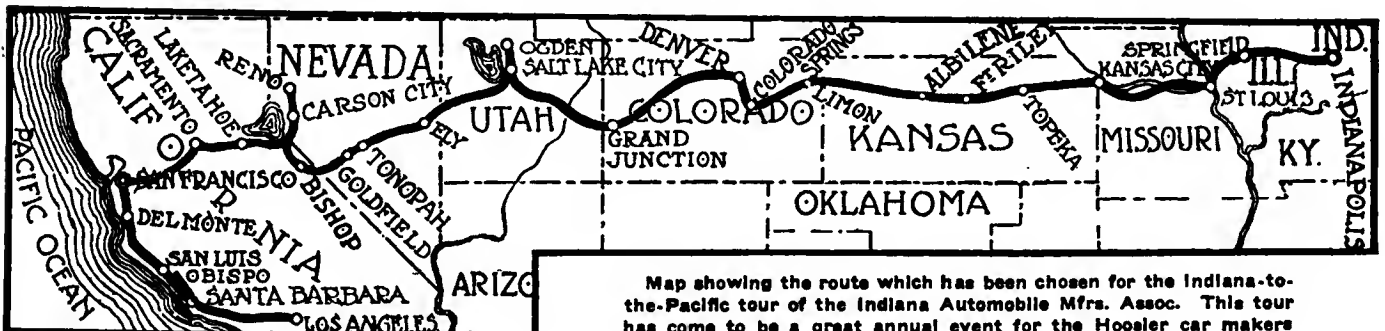 PACIFIC OCEAN
CALIFORNIA
SACRAMENTO
LAKE TAHOE
RENO
NEVADA
CARSON CITY
SAN FRANCISCO
DEL MONTE
SAN LUIS
OBISPO
SANTA BARBARA
LOS ANGELES
BISHOP
GOLDFIELD
TONOPAH
ELY
OGDEN
SALT LAKE CITY
UTAH
ARIZO
GRAND
JUNCTION
DENVER
COLORADO
COLORADO
SPRINGS
LIMON
KANSAS
ALBILENE
FT RILEY
TOPEKA
OKLAHOMA
KANSAS CITY
MISSOURI
SPRINGFIELD
ST LOUIS
ILL.
KY.
IND.
INDIANAPOLIS
Map showing the route which has been chosen for the Indiana-to-
the-Pacific tour of the Indiana Automobile Mfrs. Assoc. This tour
has come to be a great annual event for the Hoosier car makers